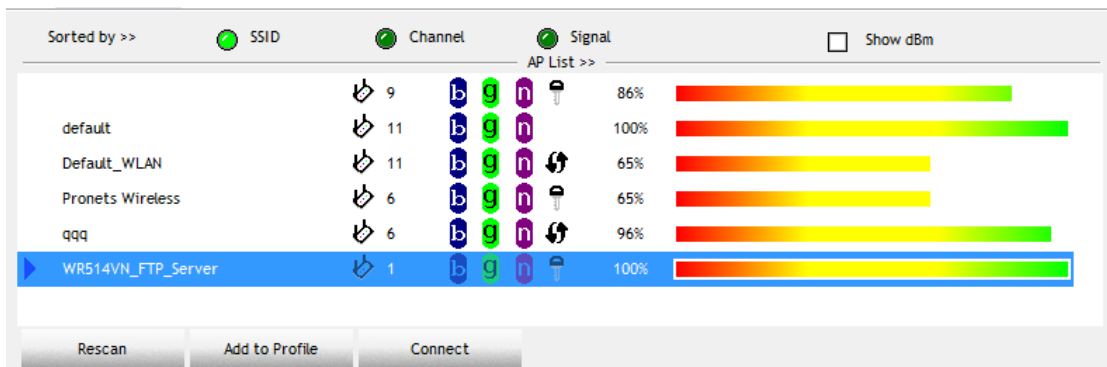 Sorted by >> SSID Channel Signal Show dBm
AP List >>
9 b g n 86%
default 11 b g n 100%
Default_WLAN 11 b g n 65%
Pronets Wireless 6 b g n 65%
qqq 6 b g n 96%
WR514VN_FTP_Server 1 b g n 100%
Rescan Add to Profile Connect